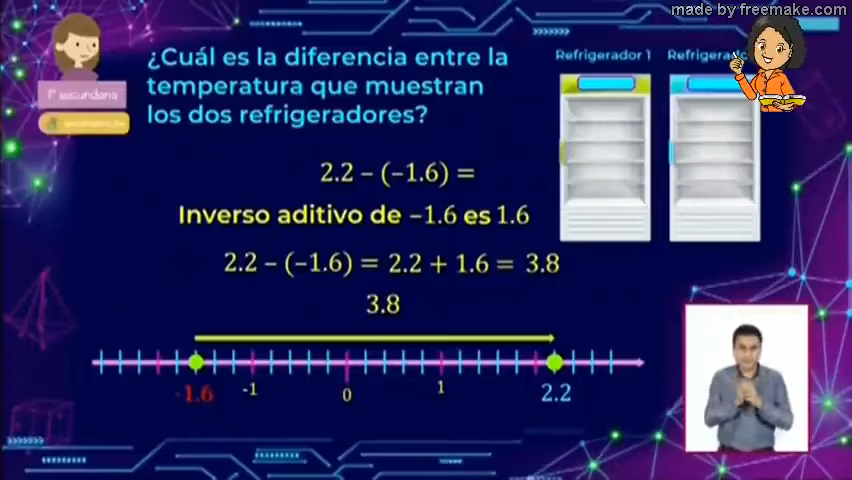 made by freemake.com
¿Cuál es la diferencia entre la
temperatura que muestran
los dos refrigeradores?
Refrigerador 1
1° secundaria
2.2 – (–1.6) =
Inverso aditivo de –1.6 es 1.6
2.2 – (–1.6) = 2.2 + 1.6 = 3.8
3.8
-1.6 -1 0 1 2.2